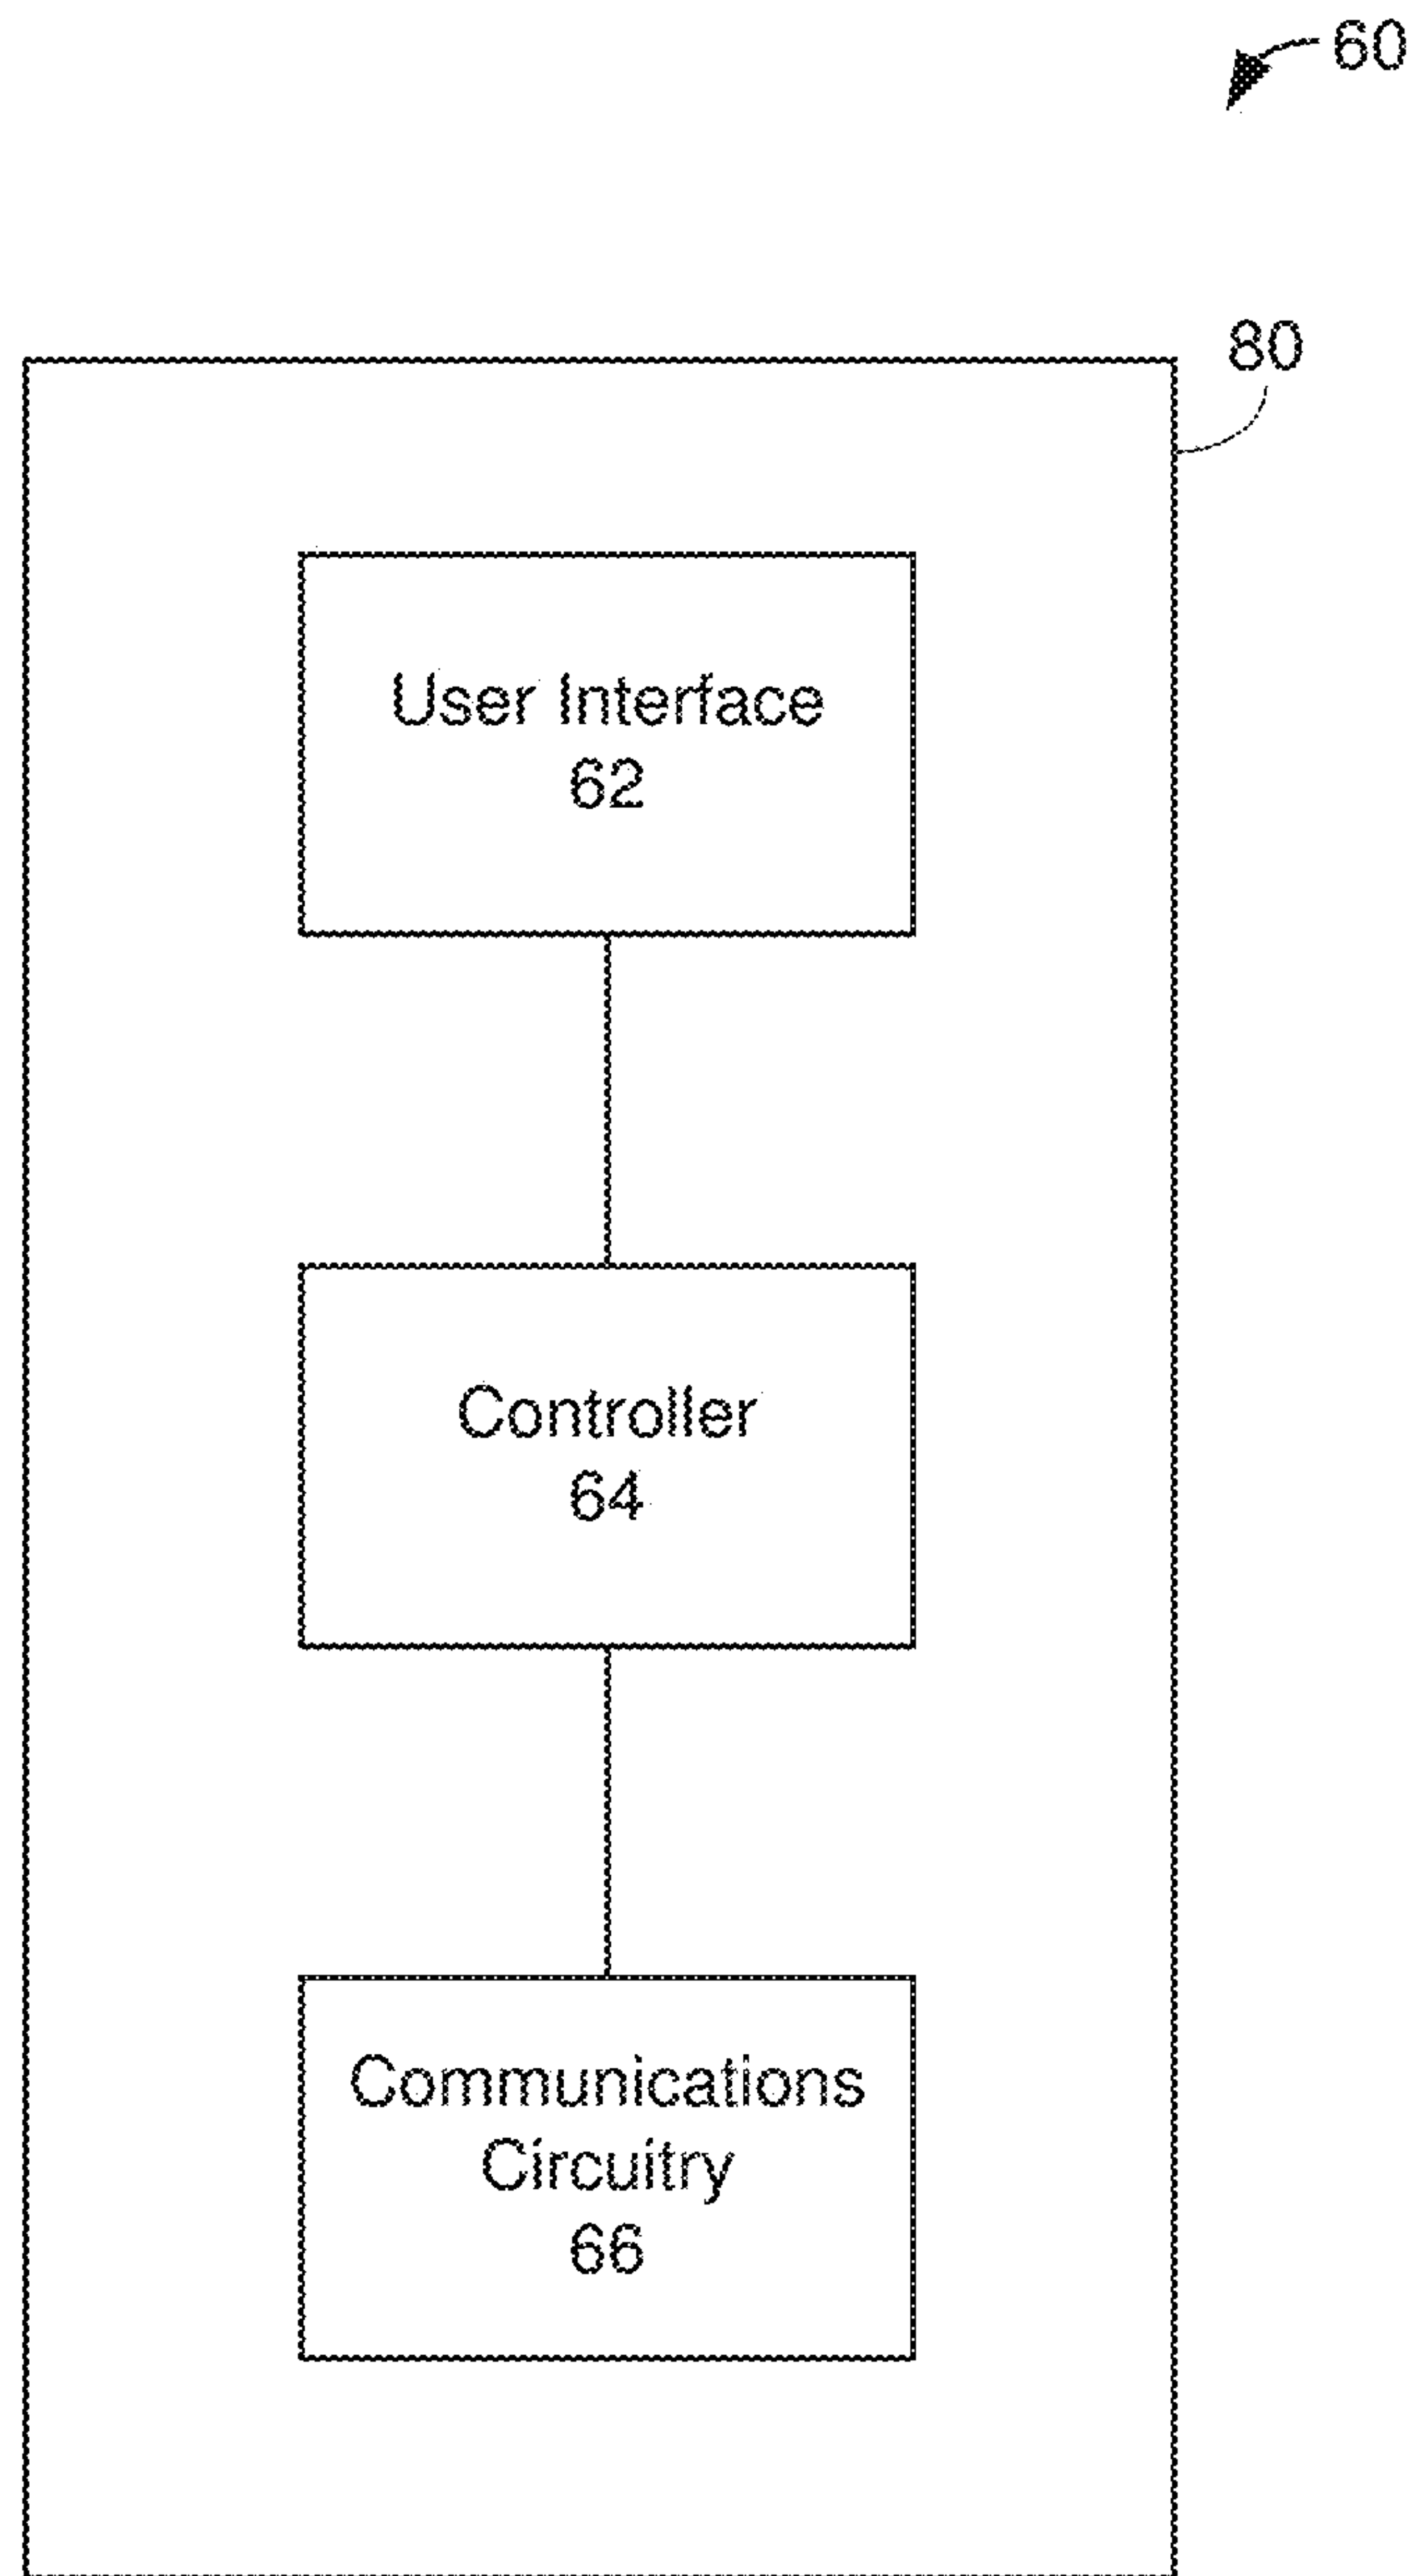 60
80
User Interface
62
Controller
64
Communications
Circuitry
66